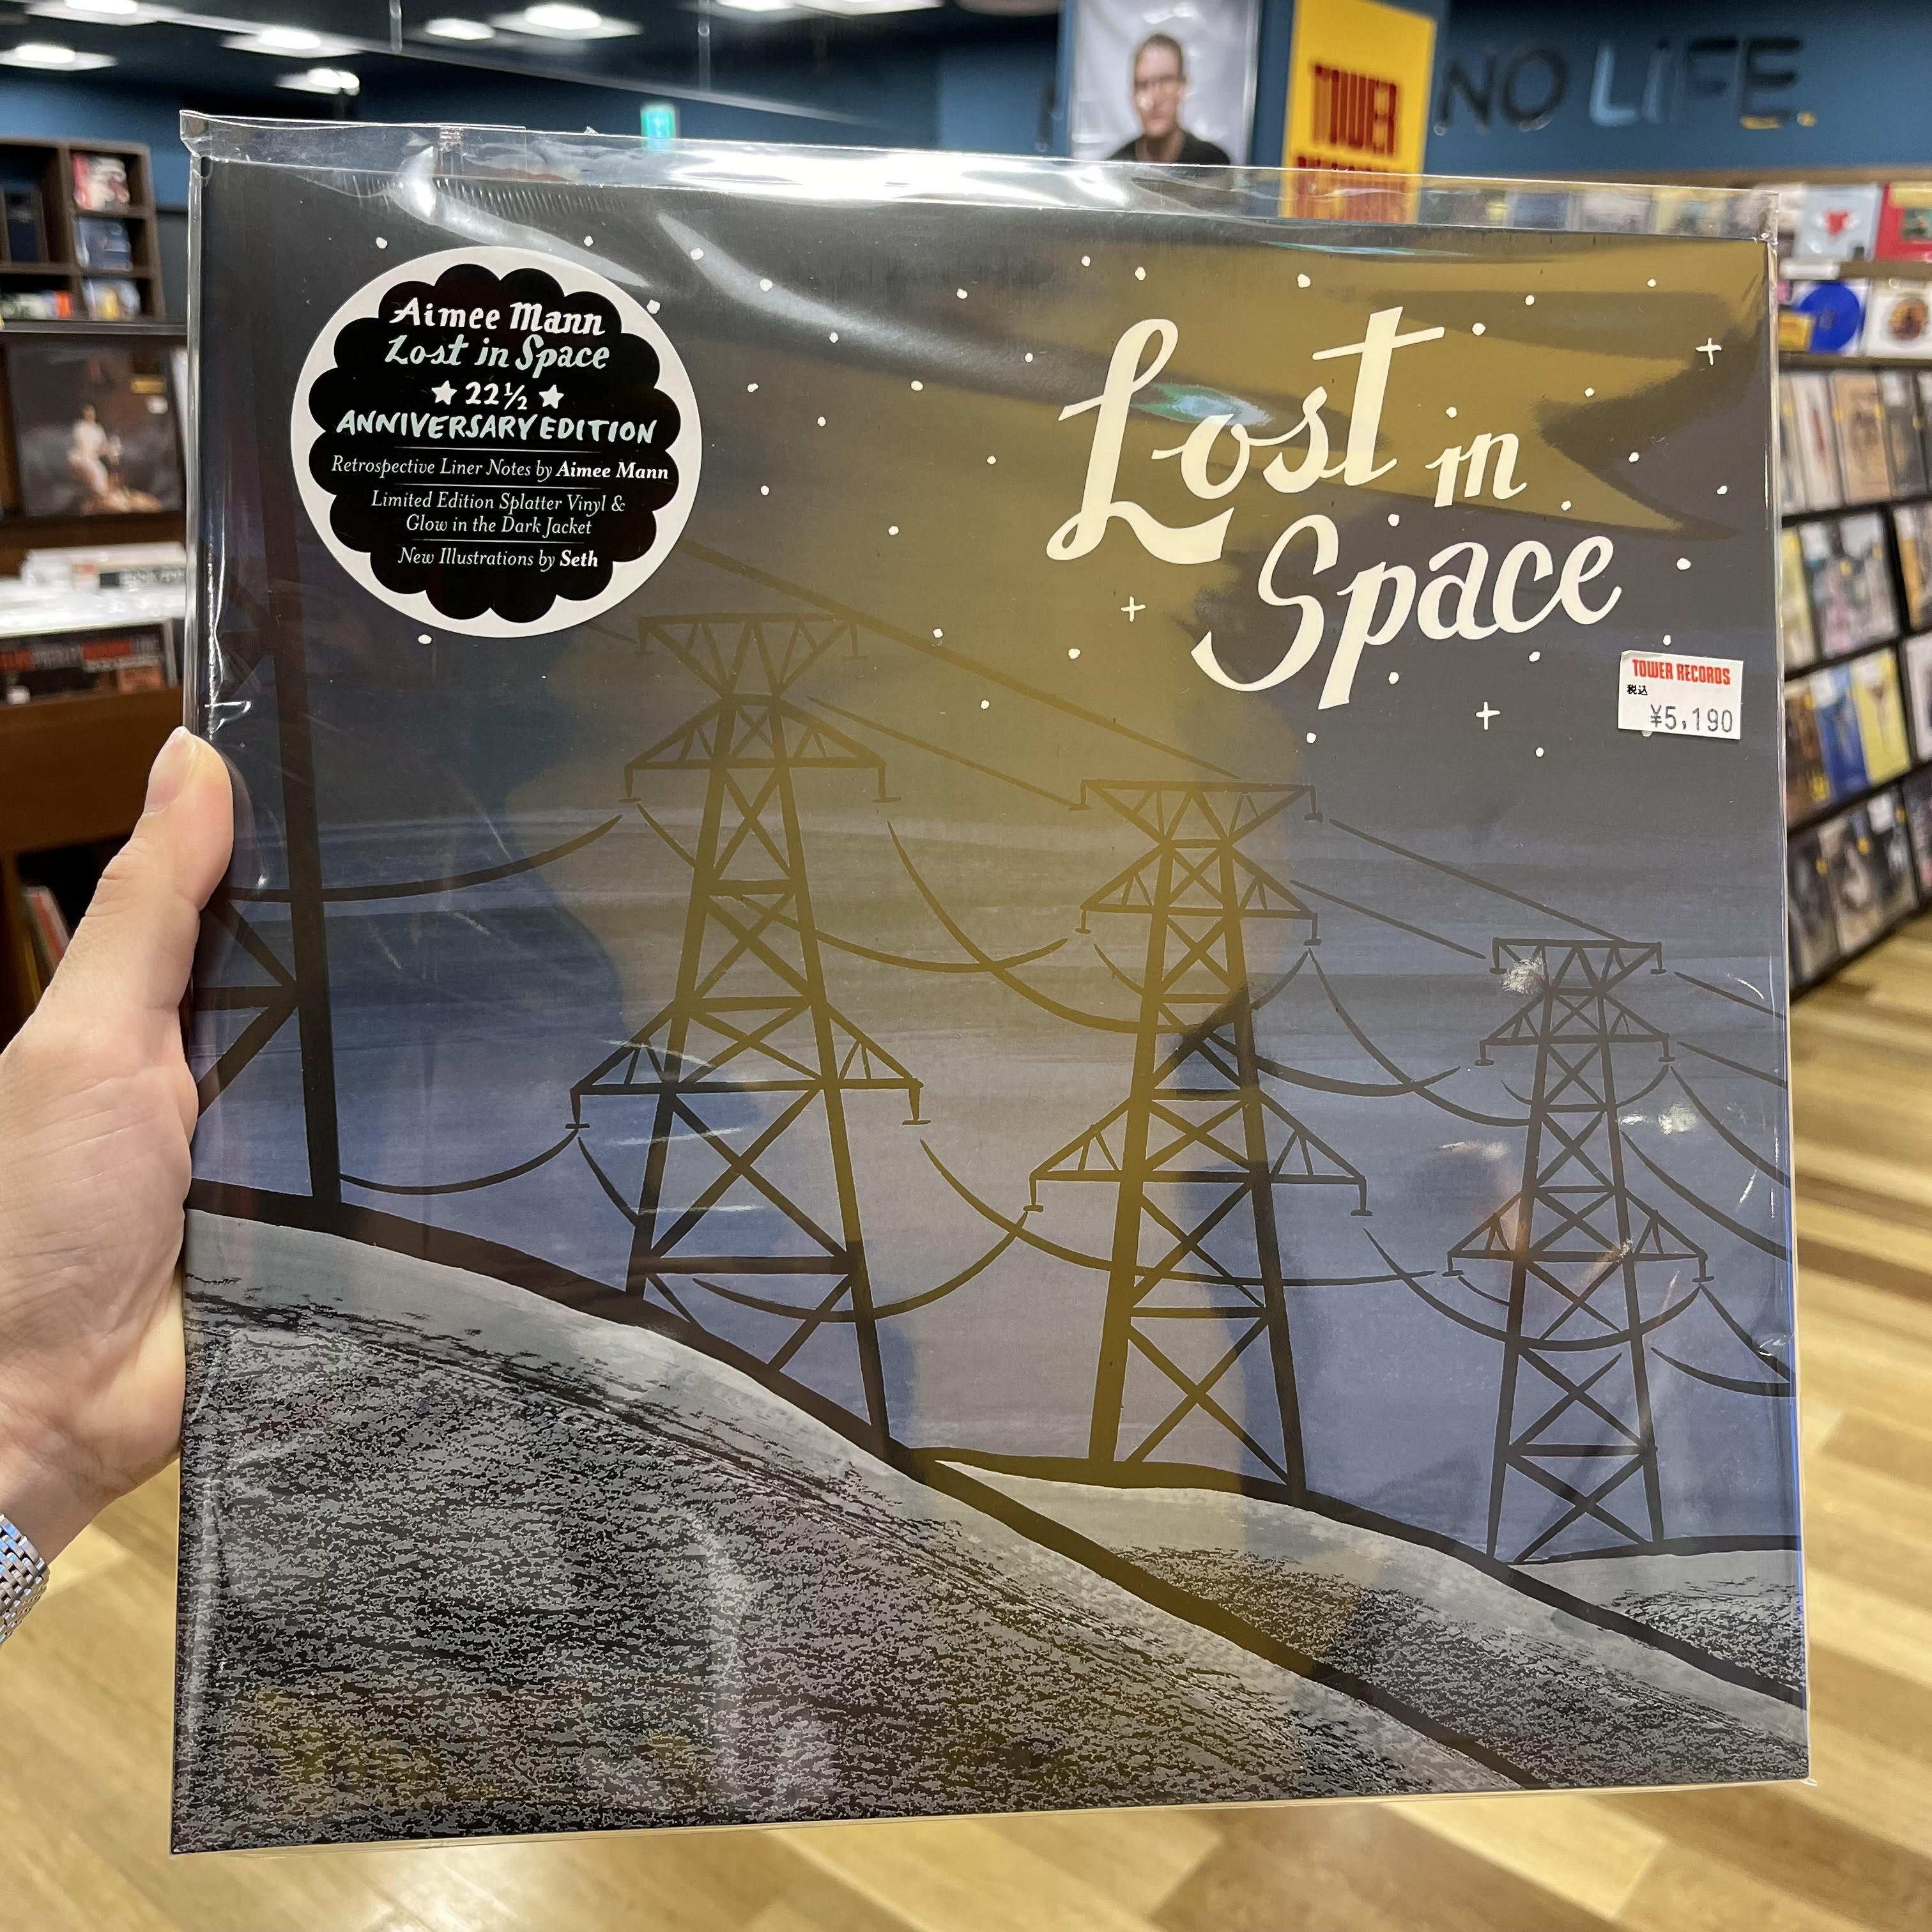 NO LiFE.
TOWER
RECORDS
Aimee Mann
Lost in Space
22½
ANNIVERSARY EDITION
Retrospective Liner Notes by Aimee Mann
Limited Edition Splatter Vinyl &
Glow in the Dark Jacket
New Illustrations by Seth
Lost in
Space
TOWER RECORDS
税込
¥5,190